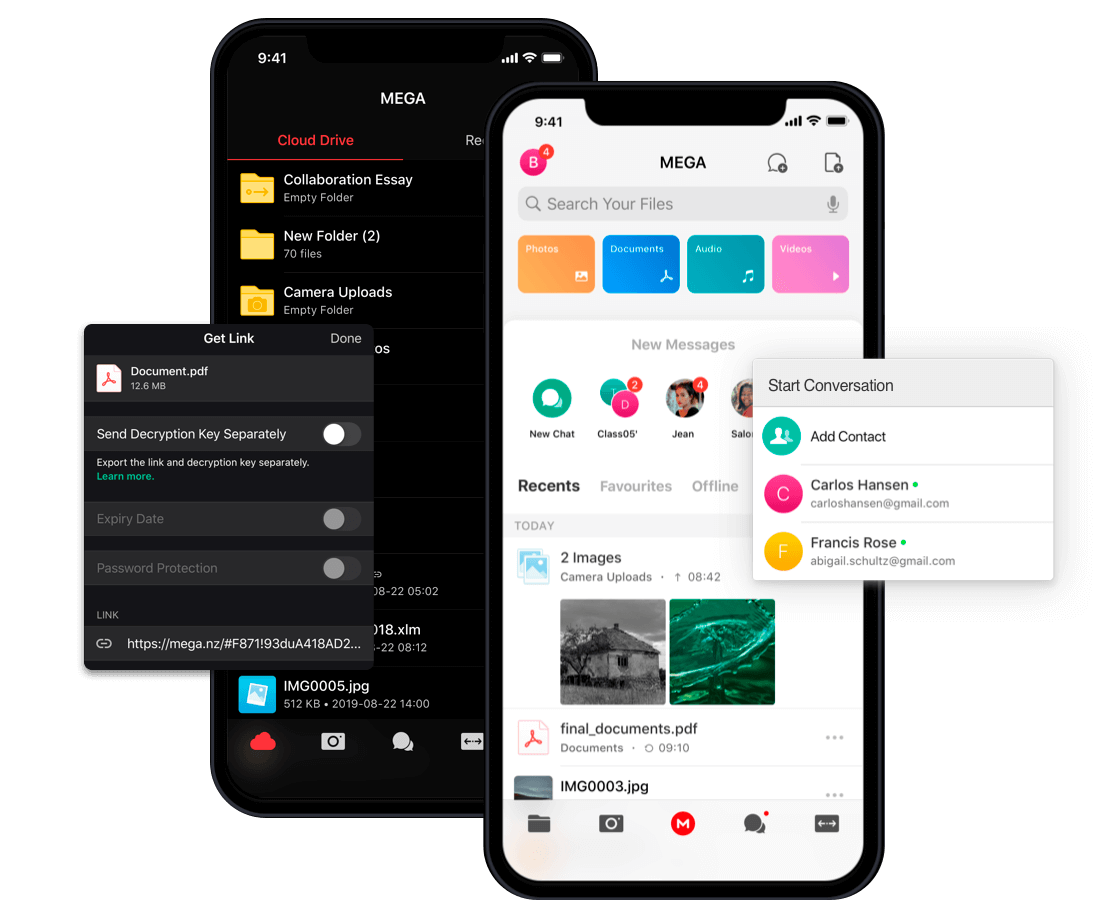 9:41
MEGA
Cloud Drive
Collaboration Essay
Empty Folder
New Folder (2)
70 files
Camera Uploads
Empty Folder
Get Link
Done
Document.pdf
12.6 MB
Send Decryption Key Separately
Export the link and decryption key separately.
Learn more.
Expiry Date
Password Protection
LINK
https://mega.nz/#F871!93duA418AD2...
08-22 05:02
018.xlm
-22 08:12
IMG0005.jpg
512 KB • 2019-08-22 14:00
9:41
B
4
MEGA
Search Your Files
Photos
Documents
Audio
Videos
New Messages
2
D
4
New Chat
Class05'
Jean
Recents
Favourites
Offline
TODAY
2 Images
Camera Uploads · ↑ 08:42
final_documents.pdf
Documents · 09:10
IMG0003.jpg
M
Start Conversation
Add Contact
C
Carlos Hansen
carloshansen@gmail.com
F
Francis Rose
abigail.schultz@gmail.com